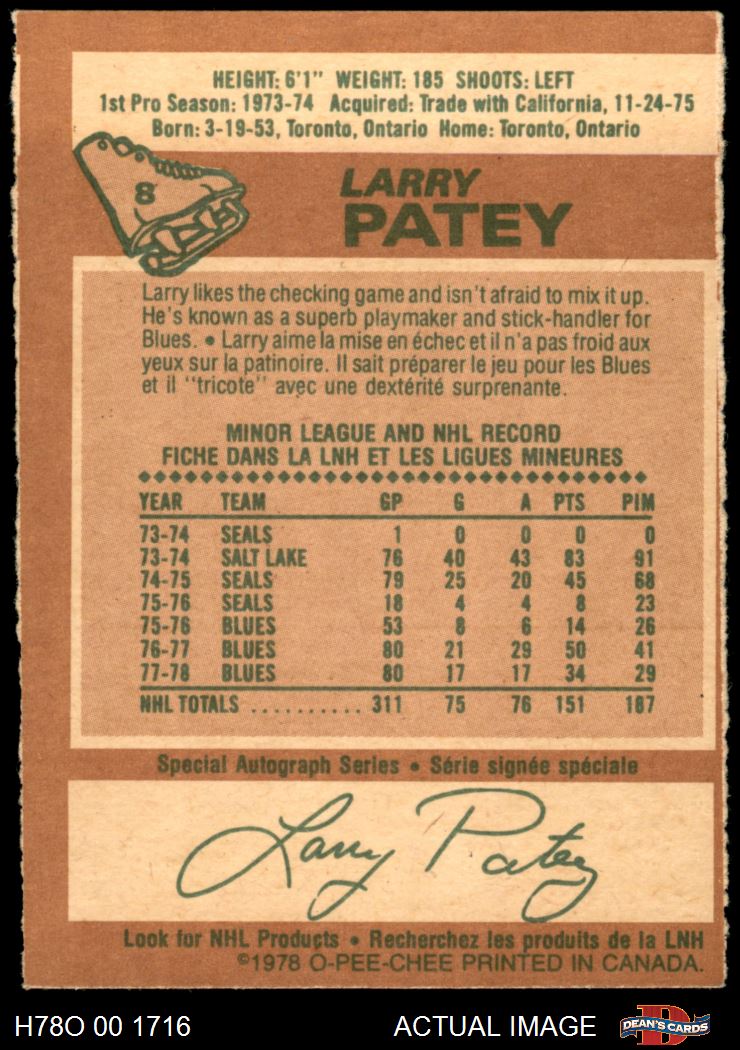 HEIGHT: 6'1" WEIGHT: 185 SHOOTS: LEFT
1st Pro Season: 1973-74 Acquired: Trade with California, 11-24-75
Born: 3-19-53, Toronto, Ontario Home: Toronto, Ontario
8
LARRY
PATEY
Larry likes the checking game and isn't afraid to mix it up.
He's known as a superb playmaker and stick-handler for
Blues. • Larry aime la mise en échec et il n'a pas froid aux
yeux sur la patinoire. Il sait préparer le jeu pour les Blues
et il "tricote" avec une dextérité surprenante.
MINOR LEAGUE AND NHL RECORD
FICHE DANS LA LNH ET LES LIGUES MINEURES
YEAR TEAM GP G A PTS PIM
73-74 SEALS 1 0 0 0 0
73-74 SALT LAKE 76 40 43 83 91
74-75 SEALS 79 25 20 45 68
75-76 SEALS 18 4 4 8 23
75-76 BLUES 53 8 6 14 26
76-77 BLUES 80 21 29 50 41
77-78 BLUES 80 17 17 34 29
NHL TOTALS .......... 311 75 76 151 187
Special Autograph Series • Série signée spéciale
Larry Patey
Look for NHL Products • Recherchez les produits de la LNH
©1978 O-PEE-CHEE PRINTED IN CANADA.
H78O 00 1716 ACTUAL IMAGE D DEAN'S CARDS